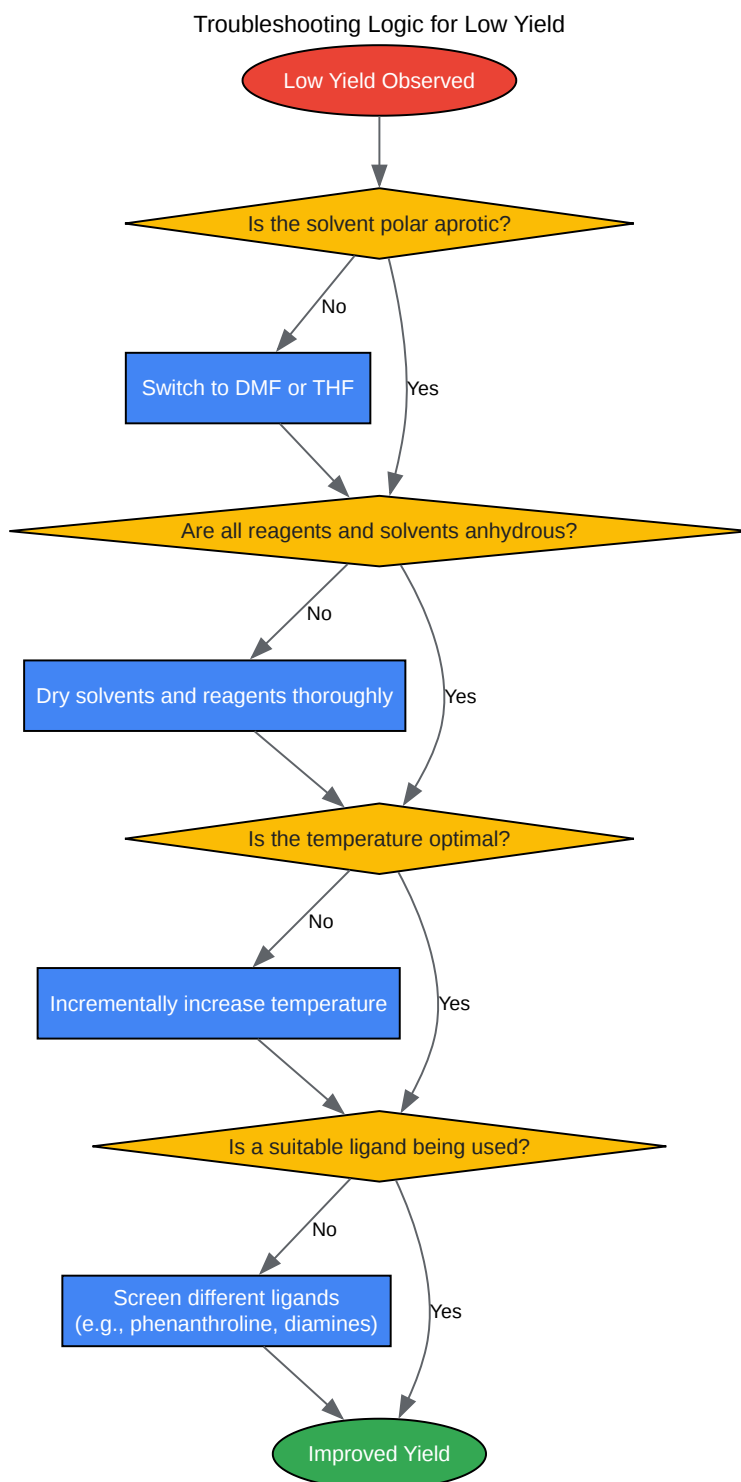 Troubleshooting Logic for Low Yield
Low Yield Observed
Is the solvent polar aprotic?
No
Switch to DMF or THF
Yes
Are all reagents and solvents anhydrous?
No
Dry solvents and reagents thoroughly
Yes
Is the temperature optimal?
No
Incrementally increase temperature
Yes
Is a suitable ligand being used?
No
Screen different ligands
(e.g., phenanthroline, diamines)
Yes
Improved Yield